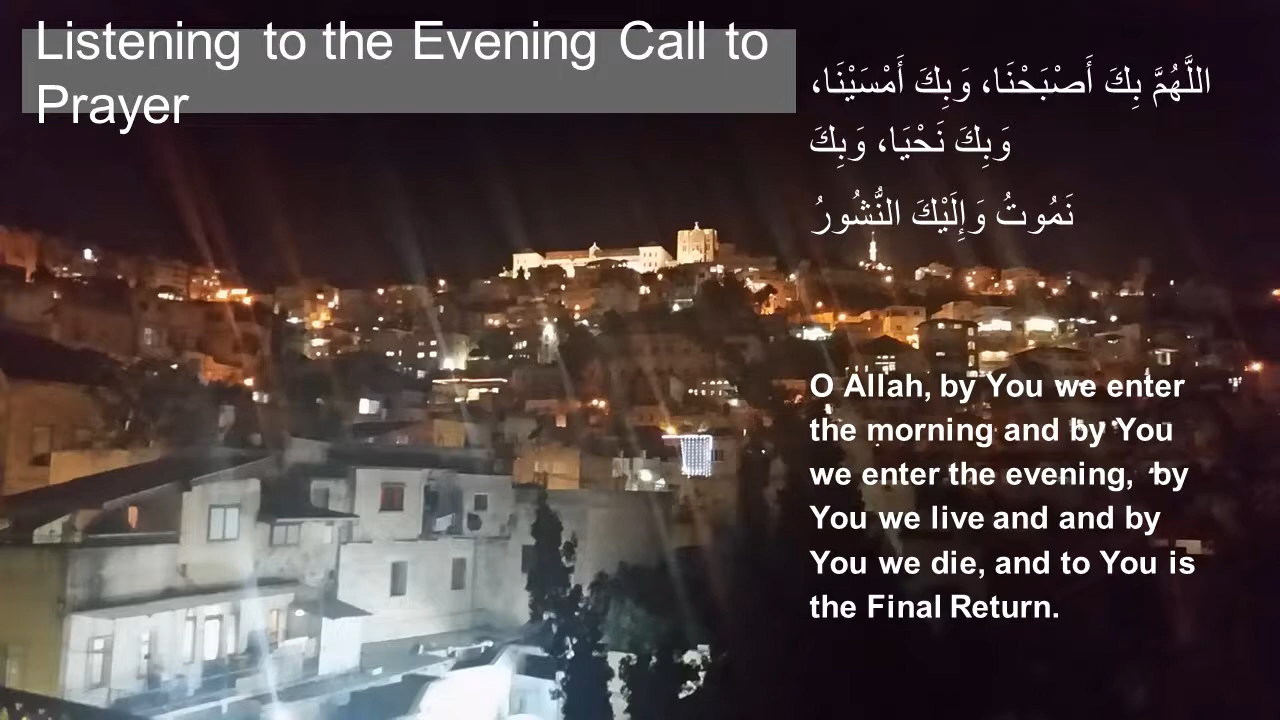 Listening to the Evening Call to
Prayer
اللَّهُمَّ بِكَ أَصْبَحْنَا، وَبِكَ أَمْسَيْنَا،
وَبِكَ نَحْيَا، وَبِكَ
نَمُوتُ وَإِلَيْكَ النُّشُورُ
O Allah, by You we enter
the morning and by You
we enter the evening, by
You we live and and by
You we die, and to You is
the Final Return.